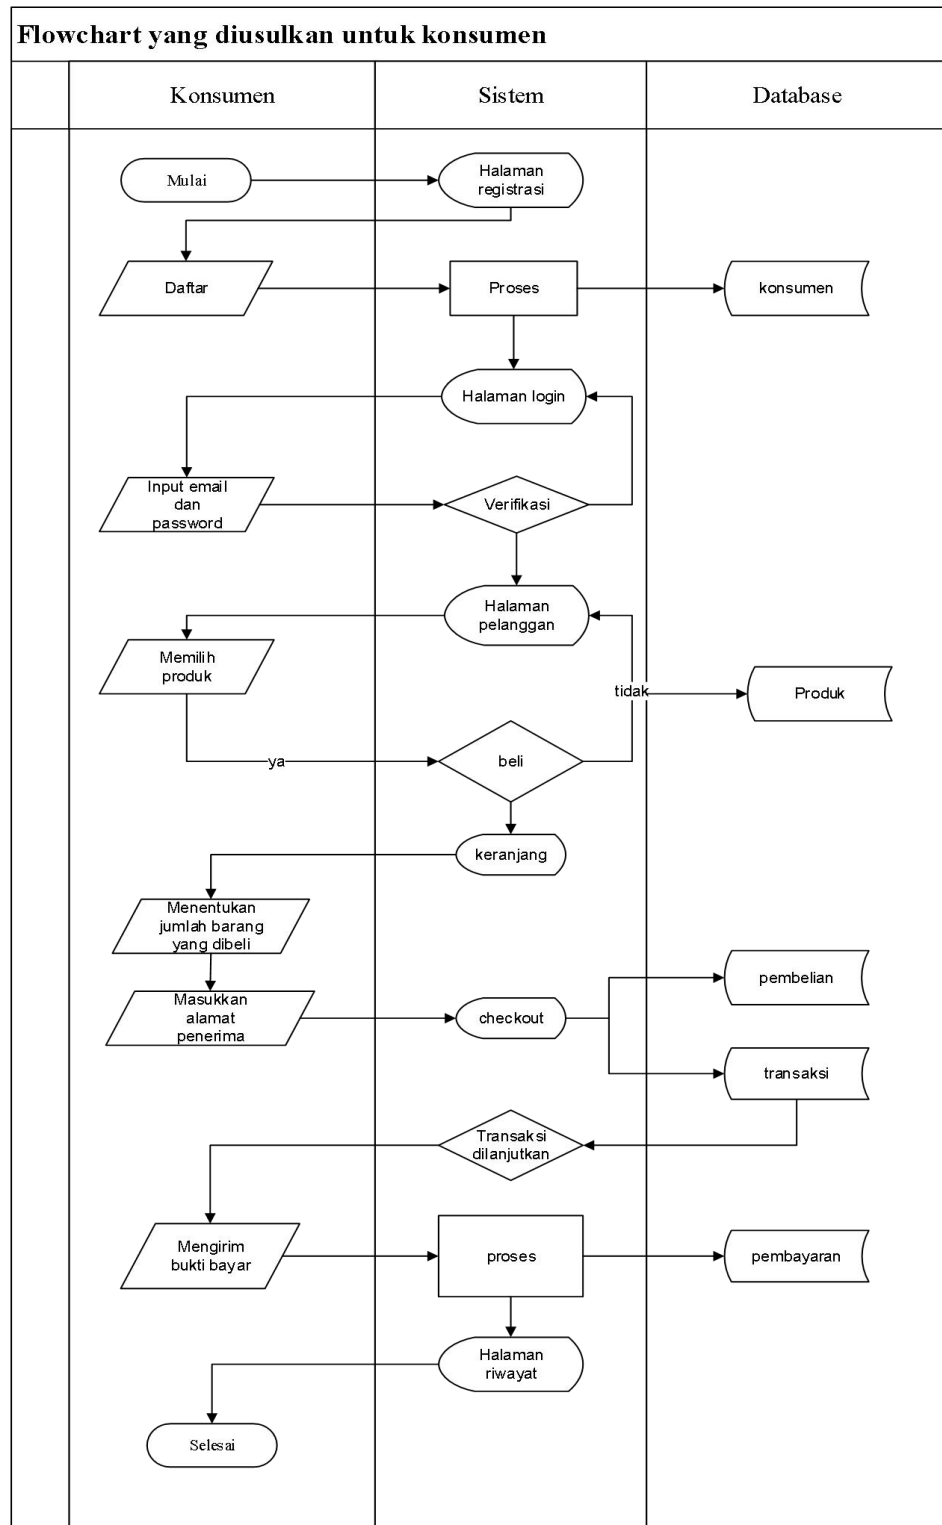 Flowchart yang diusulkan untuk konsumen
Konsumen
Sistem
Database
Mulai
Halaman
registrasi
Daftar
Proses
konsumen
Halaman login
Input email
dan
password
Verifikasi
Halaman
pelanggan
Memilih
produk
tidak
Produk
ya
beli
keranjang
Menentukan
jumlah barang
yang dibeli
pembelian
Masukkan
alamat
penerima
checkout
transaksi
Transaksi
dilanjutkan
Mengirim
bukti bayar
proses
pembayaran
Halaman
riwayat
Selesai